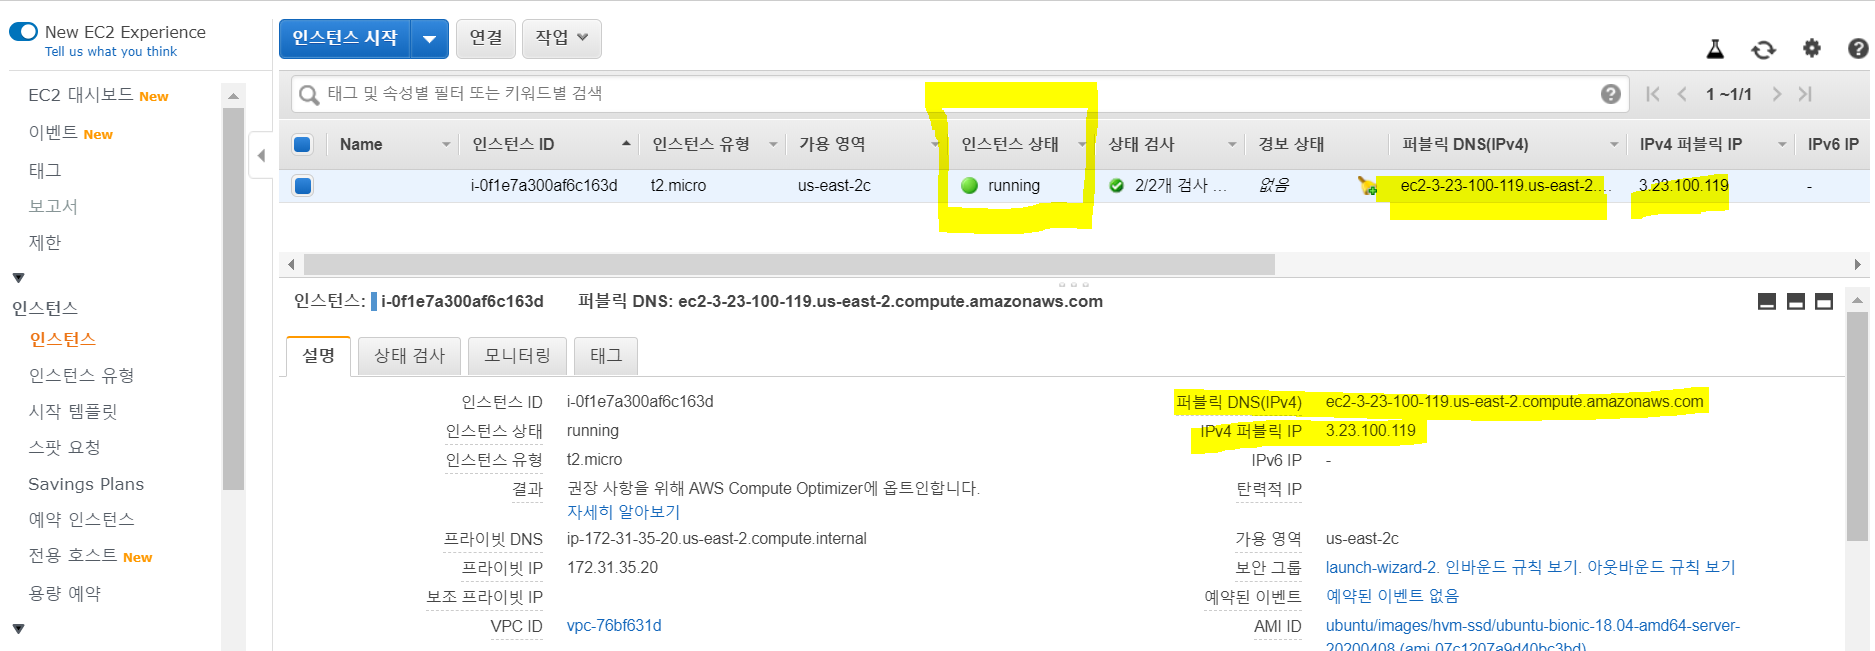 New EC2 Experience
Tell us what you think
EC2 대시보드 New
이벤트 New
태그
보고서
제한
인스턴스
인스턴스
인스턴스 유형
시작 템플릿
스팟 요청
Savings Plans
예약 인스턴스
전용 호스트 New
용량 예약
인스턴스 시작 연결 작업
태그 및 속성별 필터 또는 키워드별 검색 1 ~1/1
Name 인스턴스 ID 인스턴스 유형 가용 영역 인스턴스 상태 상태 검사 경보 상태 퍼블릭 DNS(IPv4) IPv4 퍼블릭 IP IPv6 IP
i-0f1e7a300af6c163d t2.micro us-east-2c running 2/2개 검사 ... 없음 ec2-3-23-100-119.us-east-2.... 3.23.100.119 -
인스턴스: i-0f1e7a300af6c163d 퍼블릭 DNS: ec2-3-23-100-119.us-east-2.compute.amazonaws.com
설명 상태 검사 모니터링 태그
인스턴스 ID i-0f1e7a300af6c163d 퍼블릭 DNS(IPv4) ec2-3-23-100-119.us-east-2.compute.amazonaws.com
인스턴스 상태 running IPv4 퍼블릭 IP 3.23.100.119
인스턴스 유형 t2.micro IPv6 IP -
결과 권장 사항을 위해 AWS Compute Optimizer에 옵트인합니다. 탄력적 IP
자세히 알아보기
프라이빗 DNS ip-172-31-35-20.us-east-2.compute.internal 가용 영역 us-east-2c
프라이빗 IP 172.31.35.20 보안 그룹 launch-wizard-2. 인바운드 규칙 보기. 아웃바운드 규칙 보기
보조 프라이빗 IP 예약된 이벤트 예약된 이벤트 없음
VPC ID vpc-76bf631d AMI ID ubuntu/images/hvm-ssd/ubuntu-bionic-18.04-amd64-server-
20200408 (ami-07c1207a9d40bc3bd)